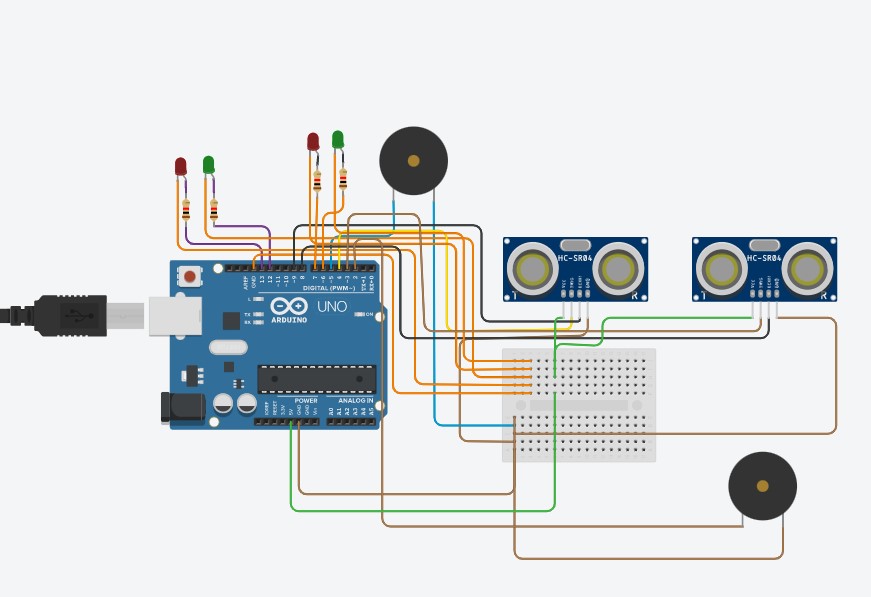 HC-SR04
HC-SR04
VCC
TRIG
ECHO
GND
VCC
TRIG
ECHO
GND
T
R
T
R
AREF
GND
13
12
~11
~10
~9
8
7
~6
~5
4
~3
2
TX→1
RX←0
DIGITAL (PWM~)
L
TX
RX
UNO
ARDUINO
ON
POWER
ANALOG IN
IOREF
RESET
3.3V
5V
GND
GND
Vin
A0
A1
A2
A3
A4
A5